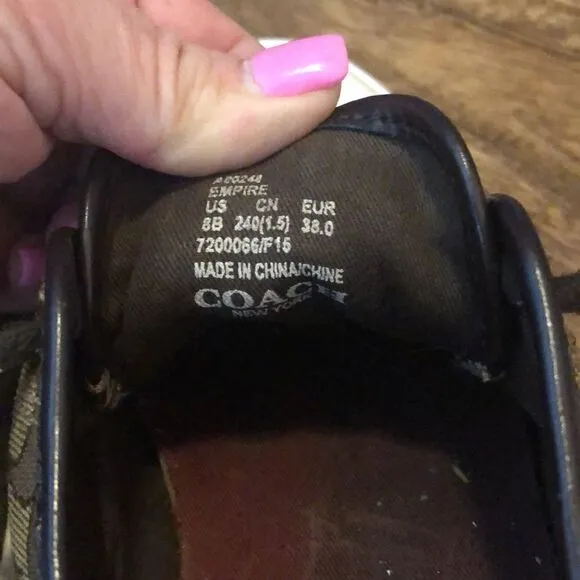 A00248
EMPIRE
US CN EUR
8B 240(1.5) 38.0
7200066/F15
MADE IN CHINA/CHINE
COACH
NEW YORK